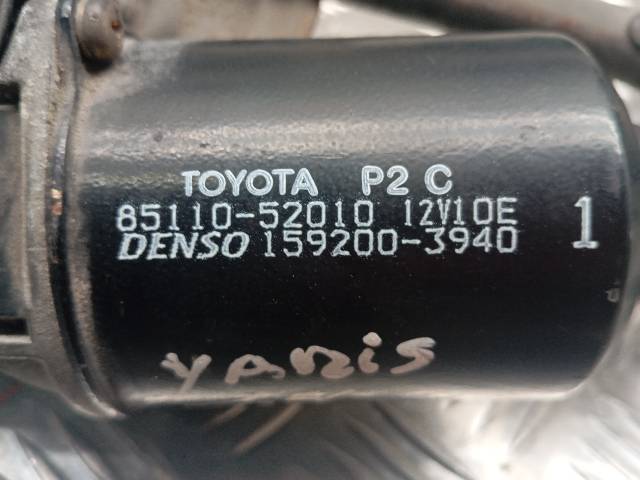 TOYOTA P2 C
85110-52010 12V10E
DENSO 159200-3940 1
yaris